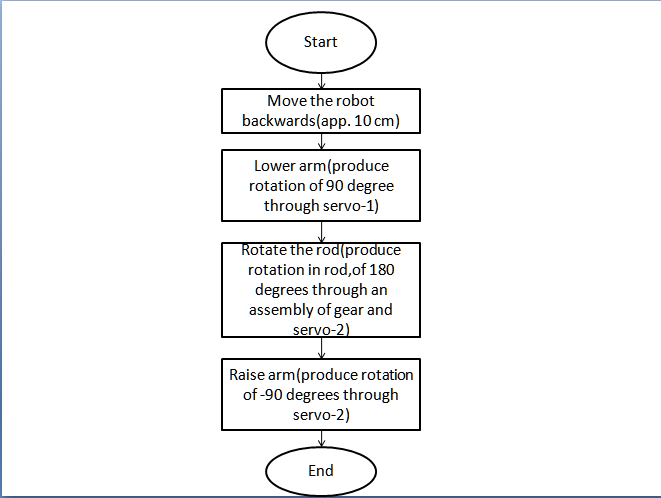 Start
Move the robot
backwards(app. 10 cm)
Lower arm(produce
rotation of 90 degree
through servo-1)
Rotate the rod(produce
rotation in rod,of 180
degrees through an
assembly of gear and
servo-2)
Raise arm(produce rotation
of -90 degrees through
servo-2)
End